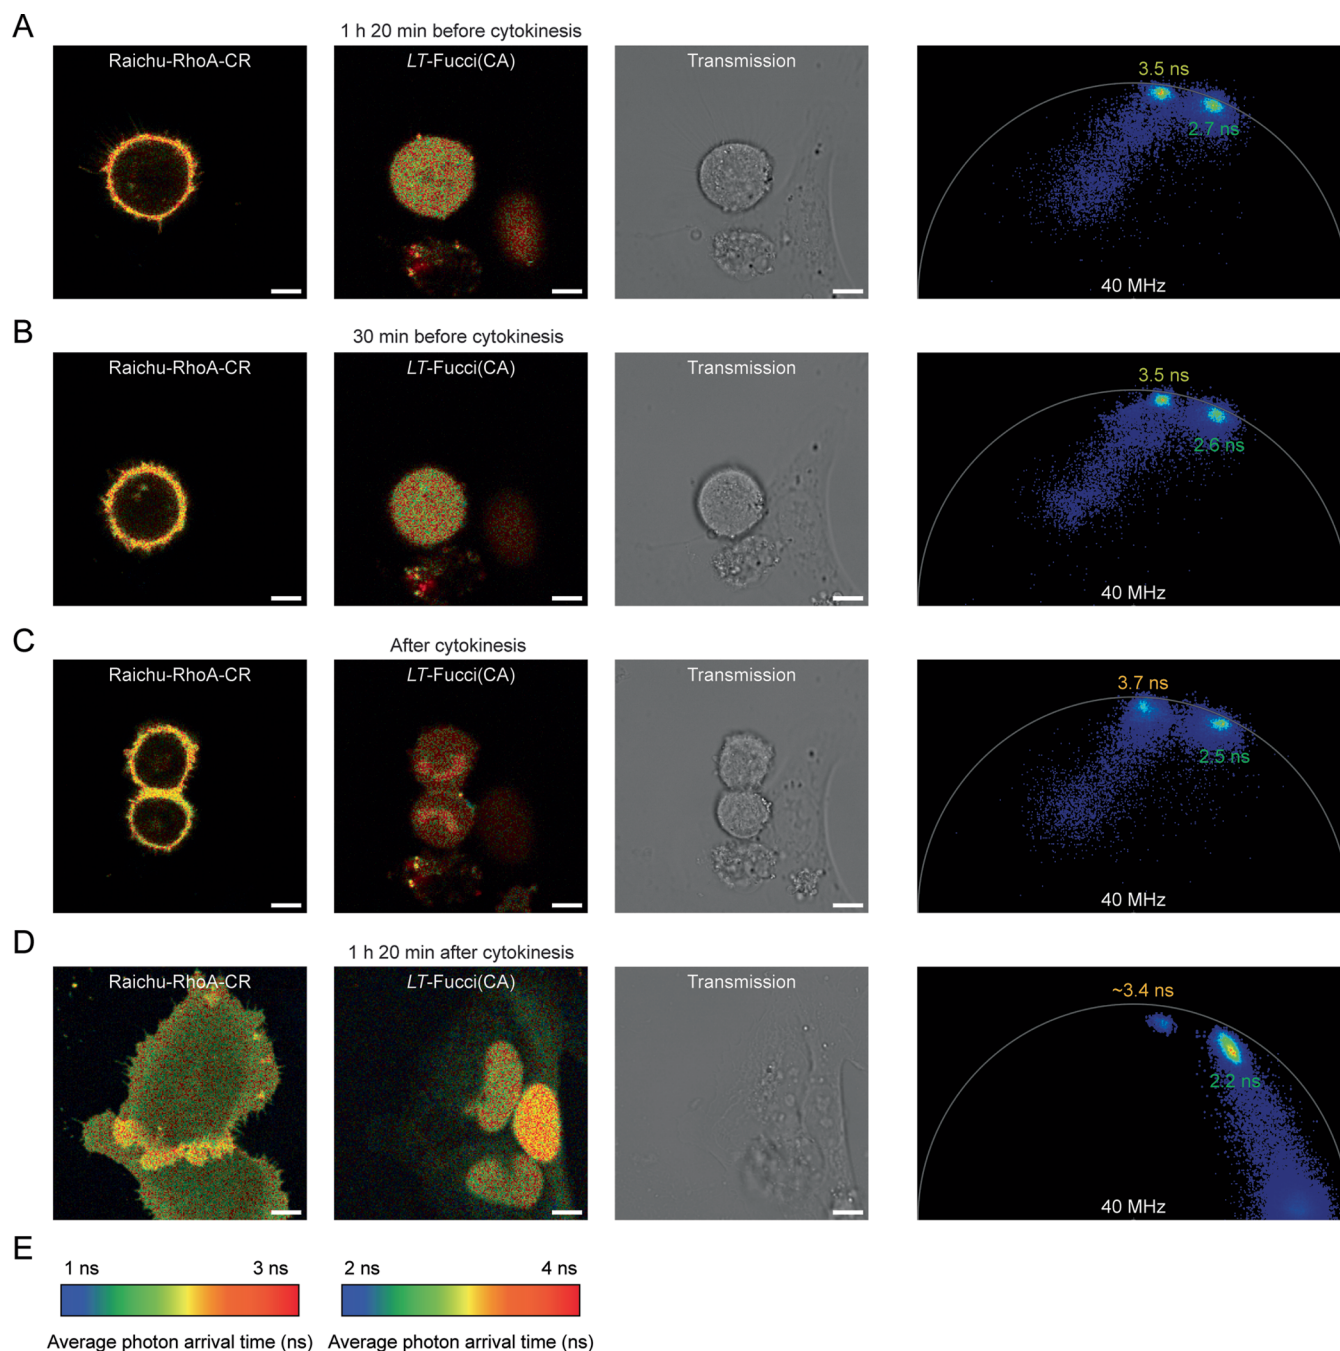 A
1 h 20 min before cytokinesis
Raichu-RhoA-CR
LT-Fucci(CA)
Transmission
3.5 ns
2.7 ns
40 MHz
B
30 min before cytokinesis
Raichu-RhoA-CR
LT-Fucci(CA)
Transmission
3.5 ns
2.6 ns
40 MHz
C
After cytokinesis
Raichu-RhoA-CR
LT-Fucci(CA)
Transmission
3.7 ns
2.5 ns
40 MHz
D
1 h 20 min after cytokinesis
Raichu-RhoA-CR
LT-Fucci(CA)
Transmission
~3.4 ns
2.2 ns
40 MHz
E
1 ns 3 ns
2 ns 4 ns
Average photon arrival time (ns)
Average photon arrival time (ns)